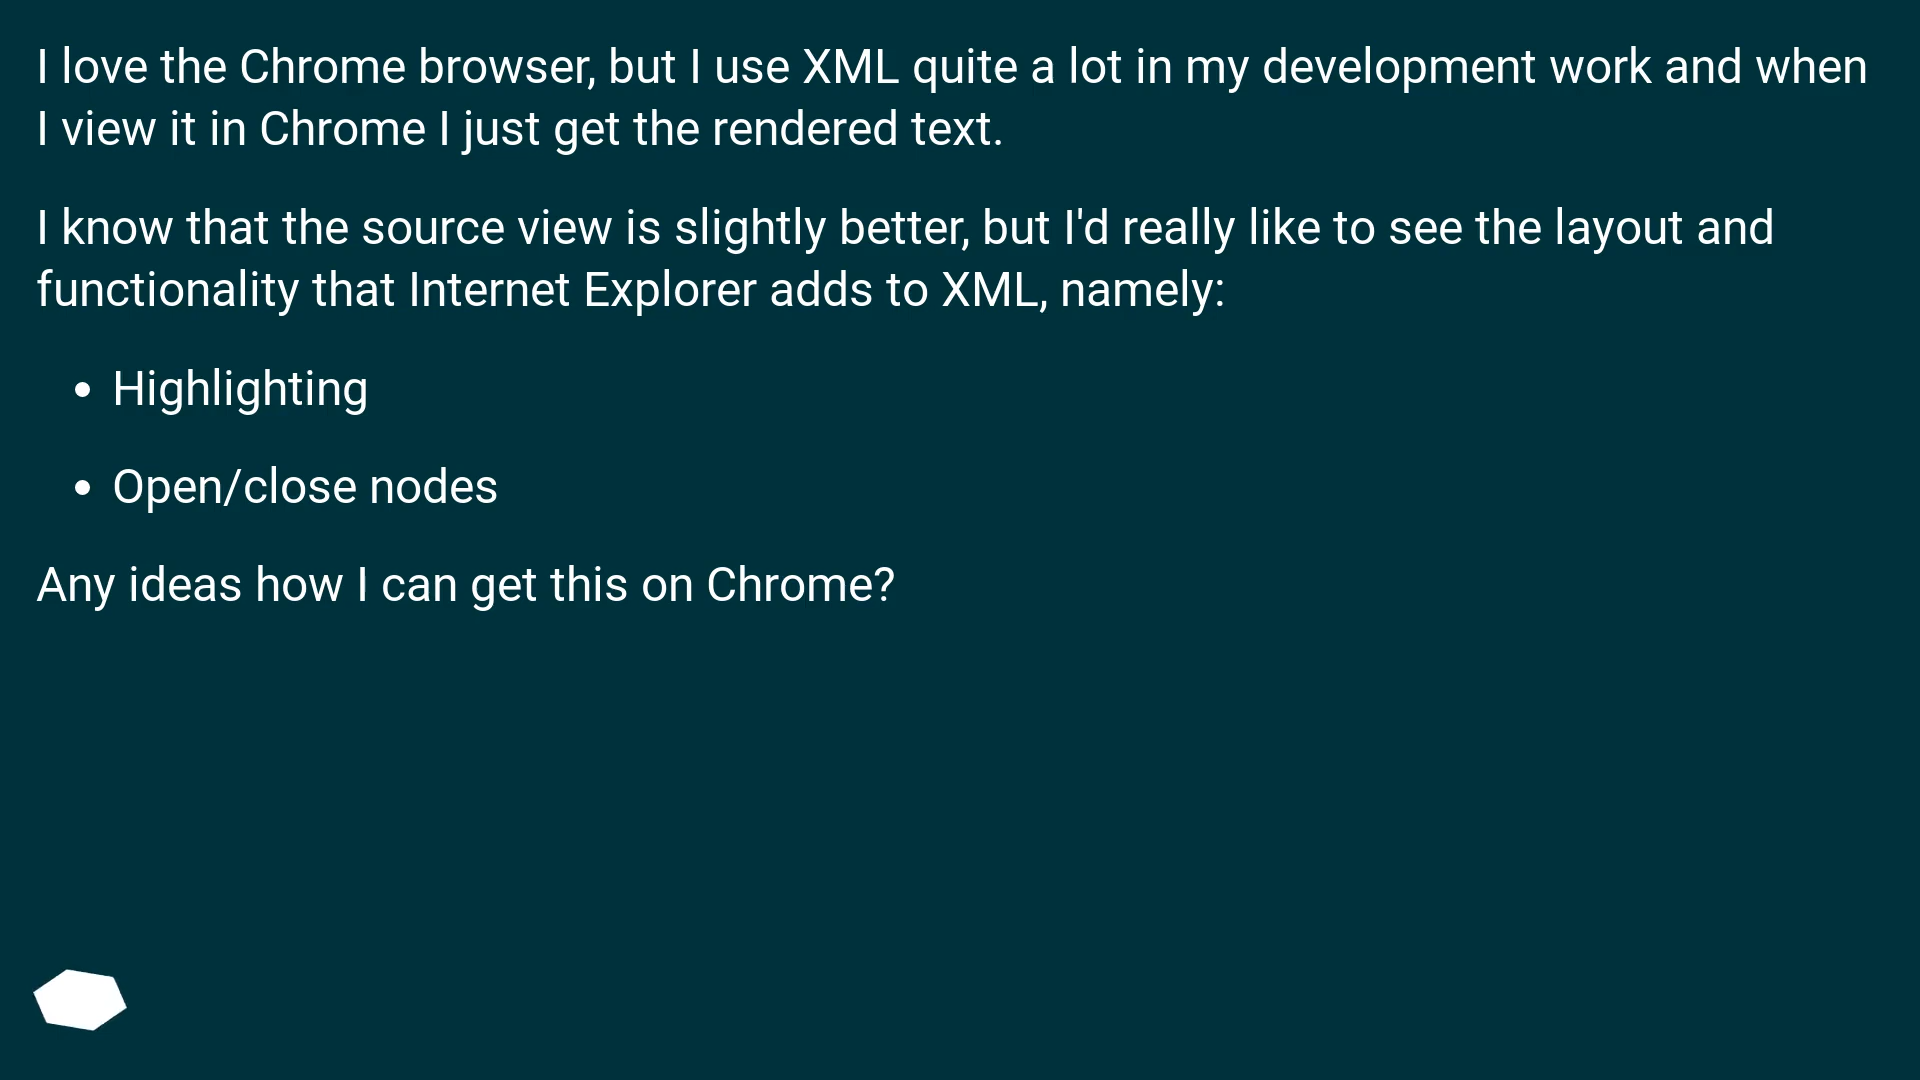 I love the Chrome browser, but I use XML quite a lot in my development work and when
I view it in Chrome I just get the rendered text.
I know that the source view is slightly better, but I'd really like to see the layout and
functionality that Internet Explorer adds to XML, namely:
• Highlighting
• Open/close nodes
Any ideas how I can get this on Chrome?